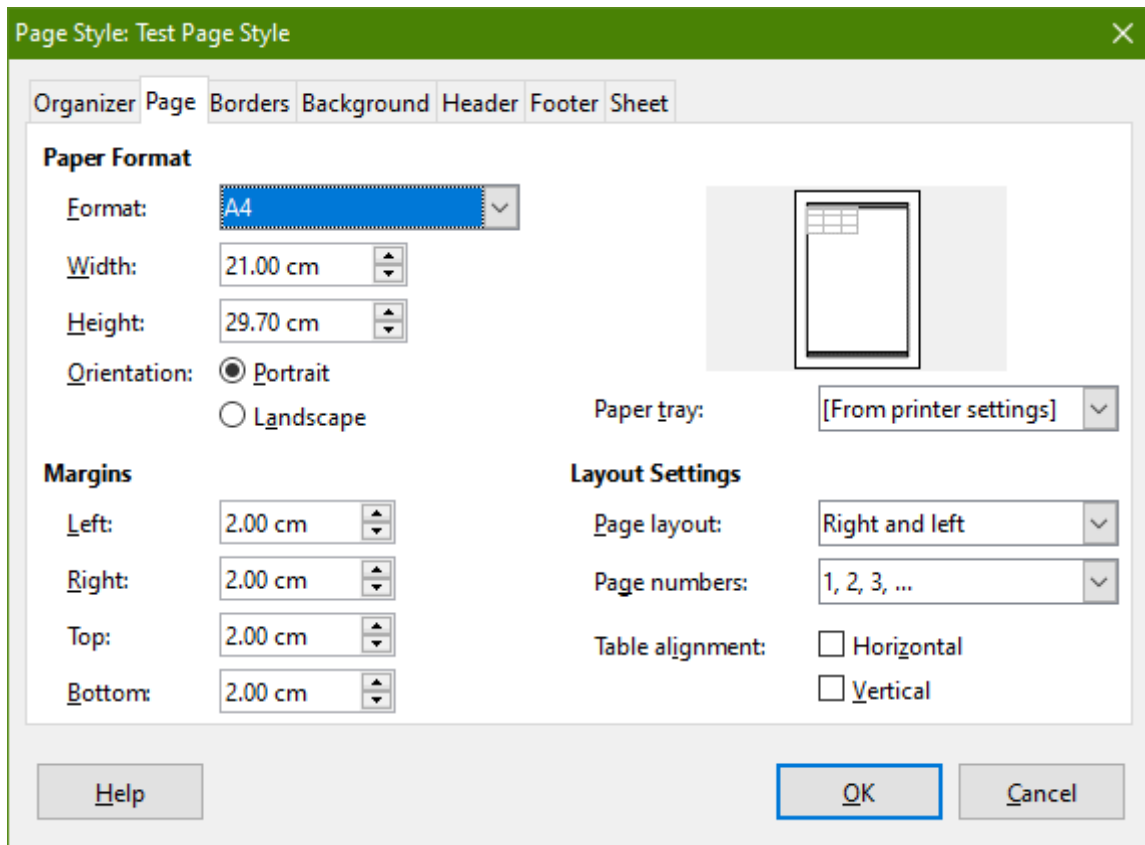 Page Style: Test Page Style
Organizer Page Borders Background Header Footer Sheet
Paper Format
Format: A4
Width: 21.00 cm
Height: 29.70 cm
Orientation: Portrait
Landscape
Paper tray: [From printer settings]
Margins
Left: 2.00 cm
Right: 2.00 cm
Top: 2.00 cm
Bottom: 2.00 cm
Layout Settings
Page layout: Right and left
Page numbers: 1, 2, 3, ...
Table alignment: Horizontal
Vertical
Help OK Cancel